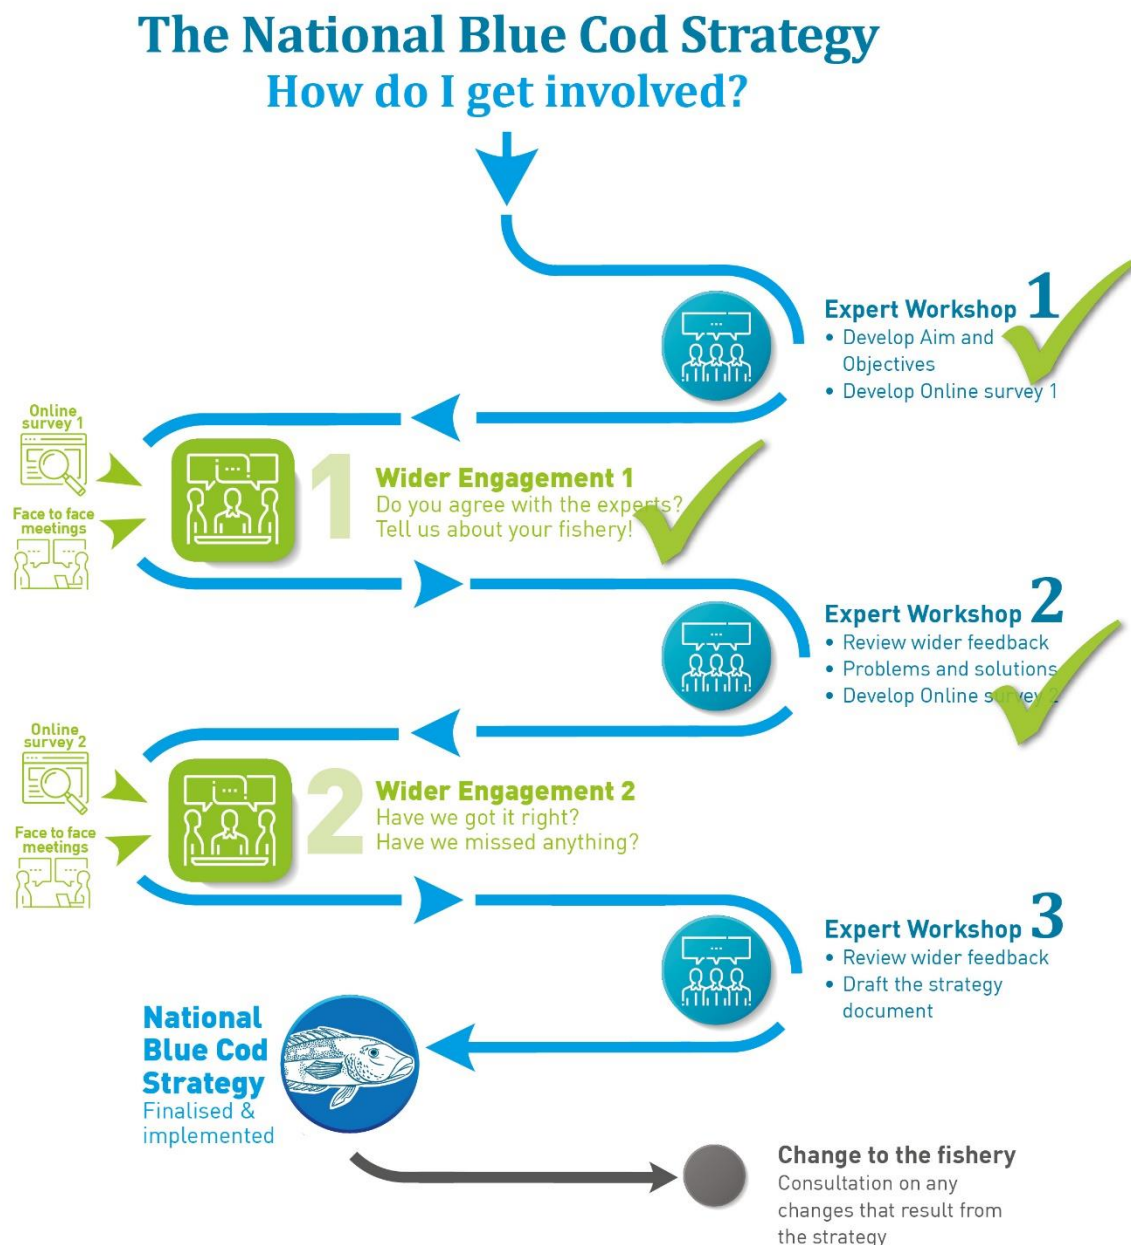 The National Blue Cod Strategy
How do I get involved?
Expert Workshop 1
• Develop Aim and
Objectives
• Develop Online survey 1
Online
survey 1
Face to face
meetings
1
Wider Engagement 1
Do you agree with the experts?
Tell us about your fishery!
Expert Workshop 2
• Review wider feedback
• Problems and solutions
• Develop Online survey 2
Online
survey 2
Face to face
meetings
2
Wider Engagement 2
Have we got it right?
Have we missed anything?
Expert Workshop 3
• Review wider feedback
• Draft the strategy
document
National
Blue Cod
Strategy
Finalised &
implemented
Change to the fishery
Consultation on any
changes that result from
the strategy